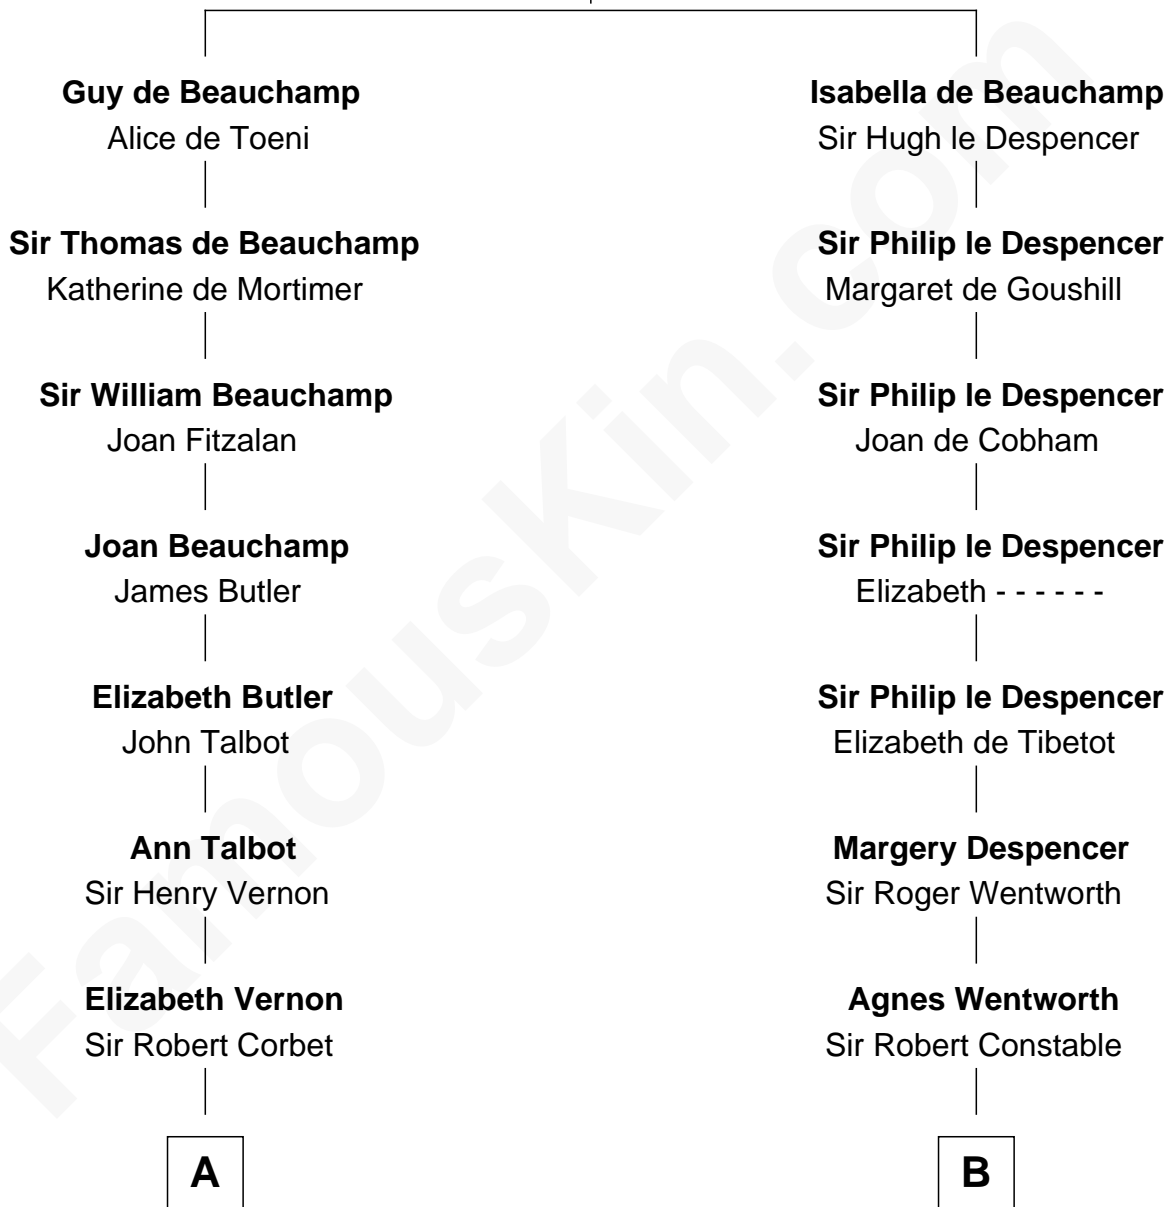 Guy de Beauchamp
Alice de Toeni
Isabella de Beauchamp
Sir Hugh le Despencer
Sir Thomas de Beauchamp
Katherine de Mortimer
Sir Philip le Despencer
Margaret de Goushill
Sir William Beauchamp
Joan Fitzalan
Sir Philip le Despencer
Joan de Cobham
Joan Beauchamp
James Butler
Sir Philip le Despencer
Elizabeth - - - - - -
Elizabeth Butler
John Talbot
Sir Philip le Despencer
Elizabeth de Tibetot
Ann Talbot
Sir Henry Vernon
Margery Despencer
Sir Roger Wentworth
Elizabeth Vernon
Sir Robert Corbet
Agnes Wentworth
Sir Robert Constable
A
B
FamousKin.com